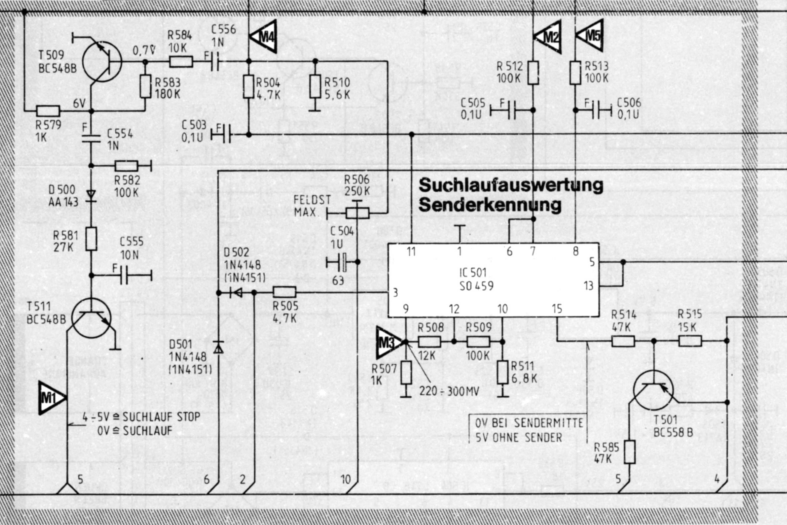 T509
BC548B
0,7V
R584
10K
C556
1N
F
M4
R583
180K
R504
4,7K
R510
5,6K
6V
R579
1K
F
C554
1N
R582
100K
C503
0,1U
F
D500
AA143
R581
27K
C555
10N
F
T511
BC548B
M1
4÷5V ≙ SUCHLAUF STOP
0V ≙ SUCHLAUF
5
M2
M5
R512
100K
R513
100K
C505
0,1U
F
F
C506
0,1U
R506
250K
FELDST
MAX.
Suchlaufauswertung
Senderkennung
C504
1U
63
D502
1N4148
(1N4151)
R505
4,7K
D501
1N4148
(1N4151)
11
1
6
7
8
5
13
3
IC501
SO459
9
12
10
15
M3
R508
12K
R509
100K
R507
1K
R511
6,8K
220÷300MV
R514
47K
R515
15K
T501
BC558B
0V BEI SENDERMITTE
5V OHNE SENDER
R585
47K
6
2
10
5
4